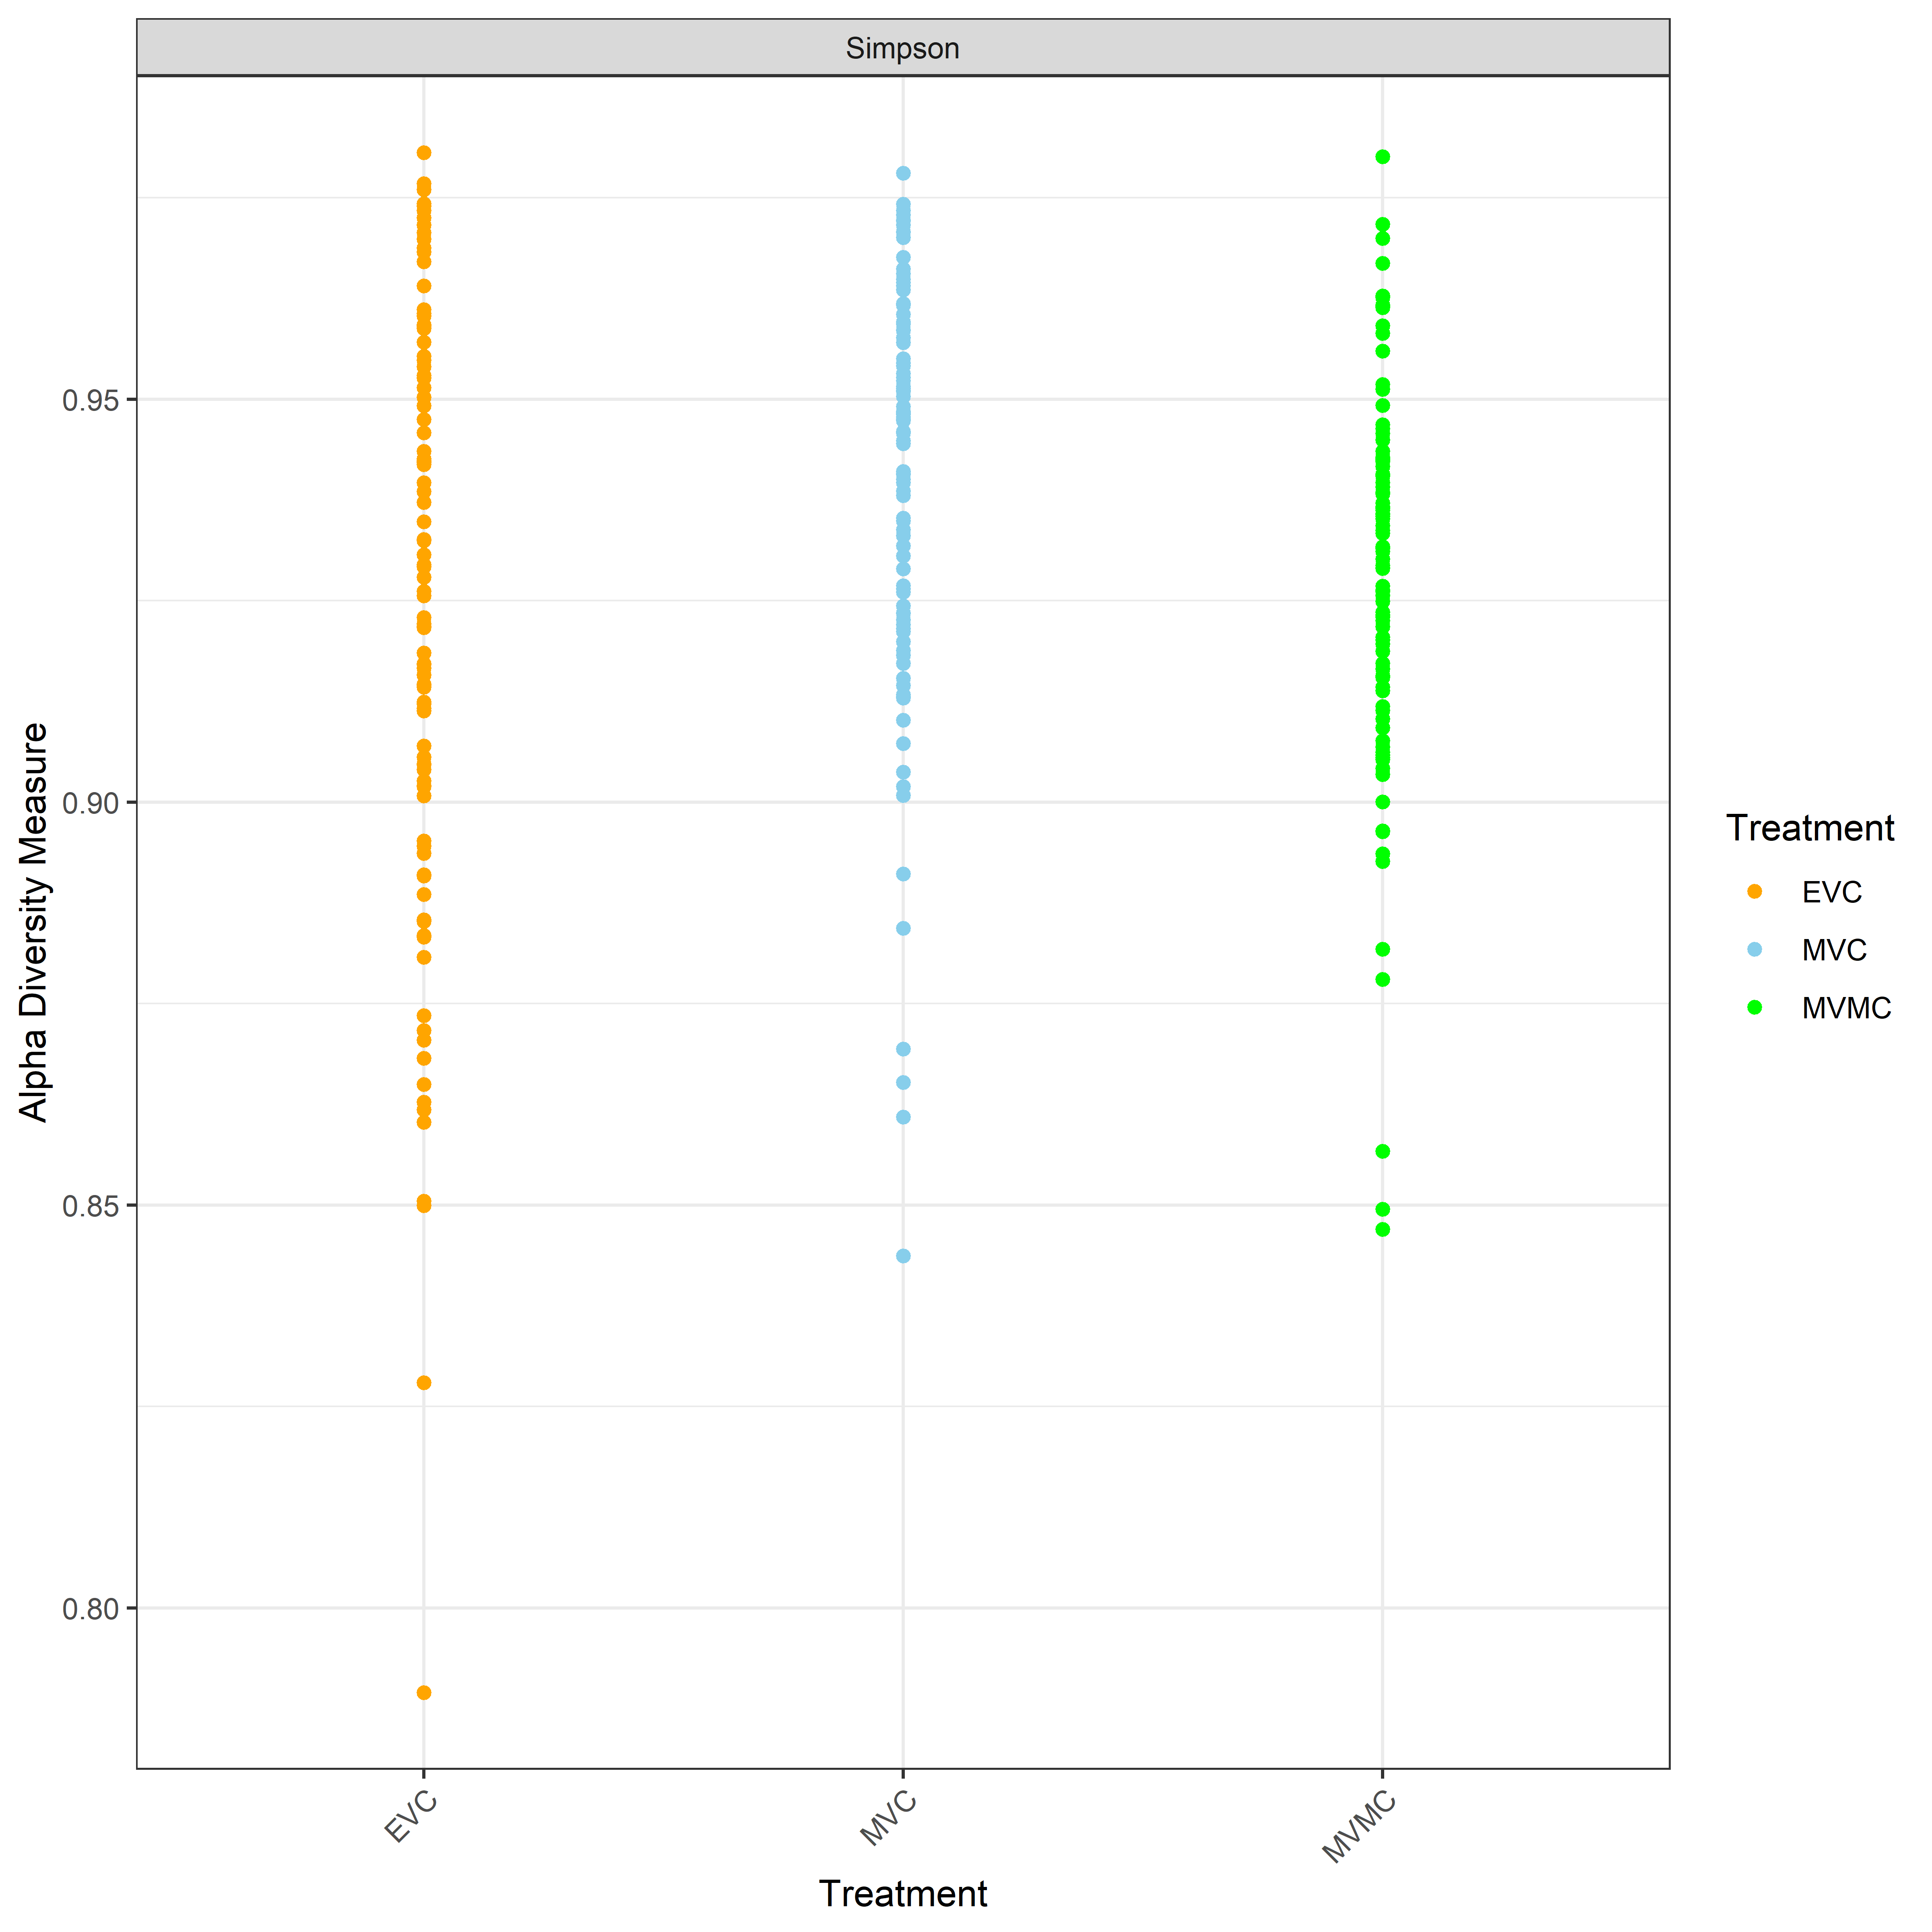 Simpson
Alpha Diversity Measure
0.95
0.90
0.85
0.80
EVC
MVC
MVMC
Treatment
Treatment
EVC
MVC
MVMC